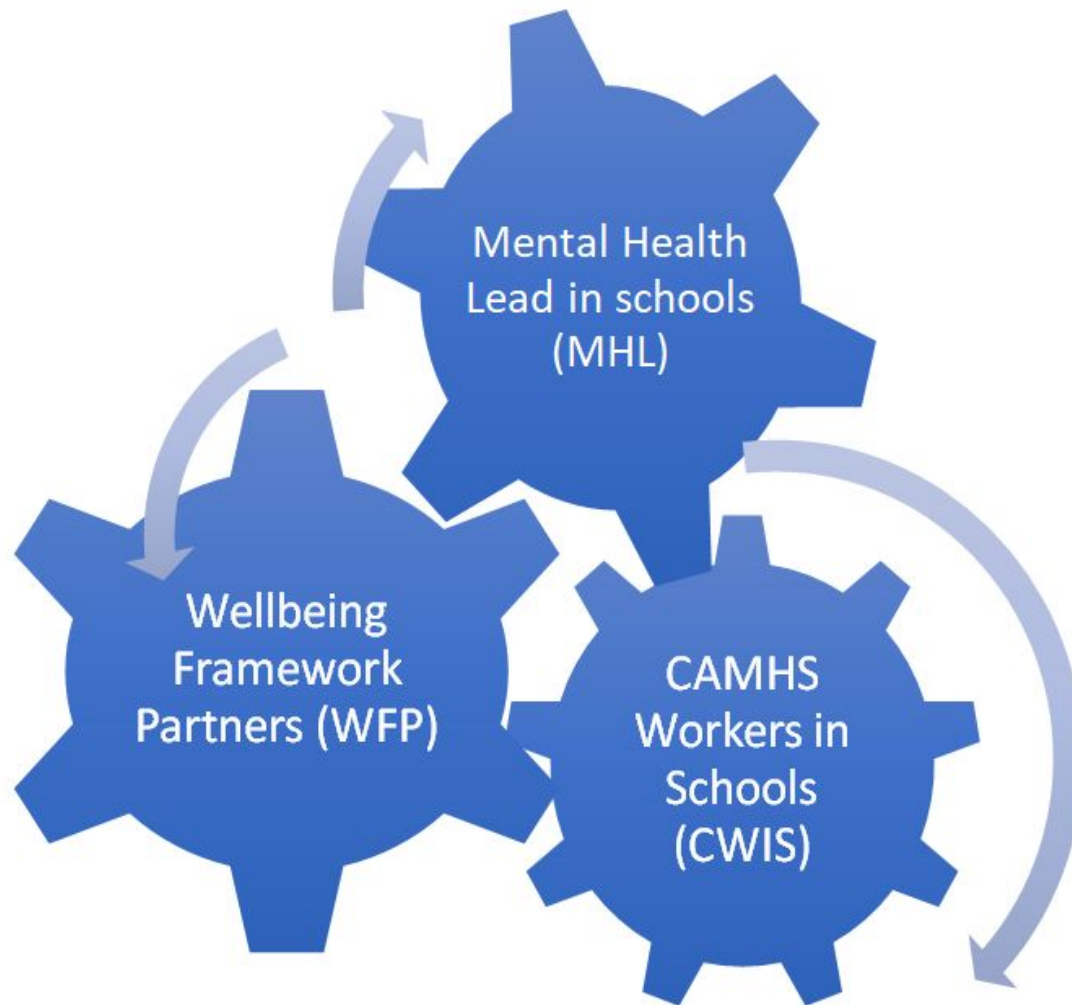 Mental Health
Lead in schools
(MHL)
Wellbeing
Framework
Partners (WFP)
CAMHS
Workers in
Schools
(CWIS)